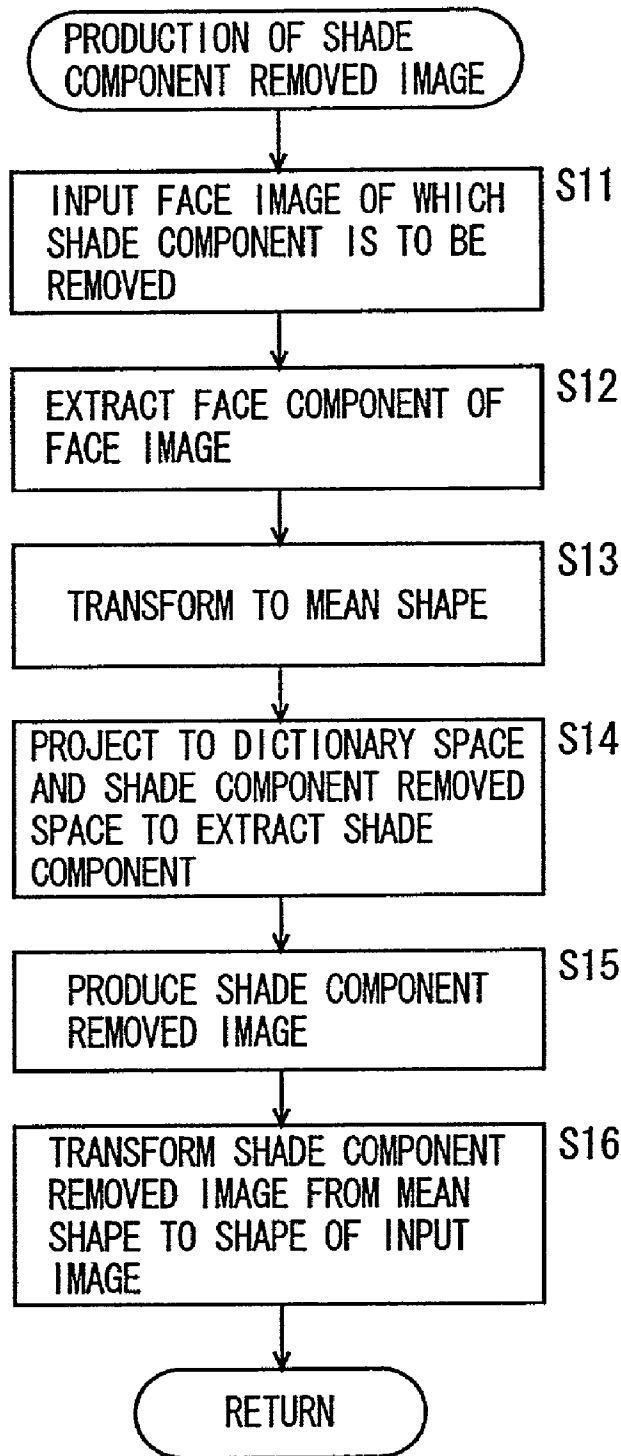 PRODUCTION OF SHADE
COMPONENT REMOVED IMAGE
S11
INPUT FACE IMAGE OF WHICH
SHADE COMPONENT IS TO BE
REMOVED
S12
EXTRACT FACE COMPONENT OF
FACE IMAGE
S13
TRANSFORM TO MEAN SHAPE
S14
PROJECT TO DICTIONARY SPACE
AND SHADE COMPONENT REMOVED
SPACE TO EXTRACT SHADE
COMPONENT
S15
PRODUCE SHADE COMPONENT
REMOVED IMAGE
S16
TRANSFORM SHADE COMPONENT
REMOVED IMAGE FROM MEAN
SHAPE TO SHAPE OF INPUT
IMAGE
RETURN